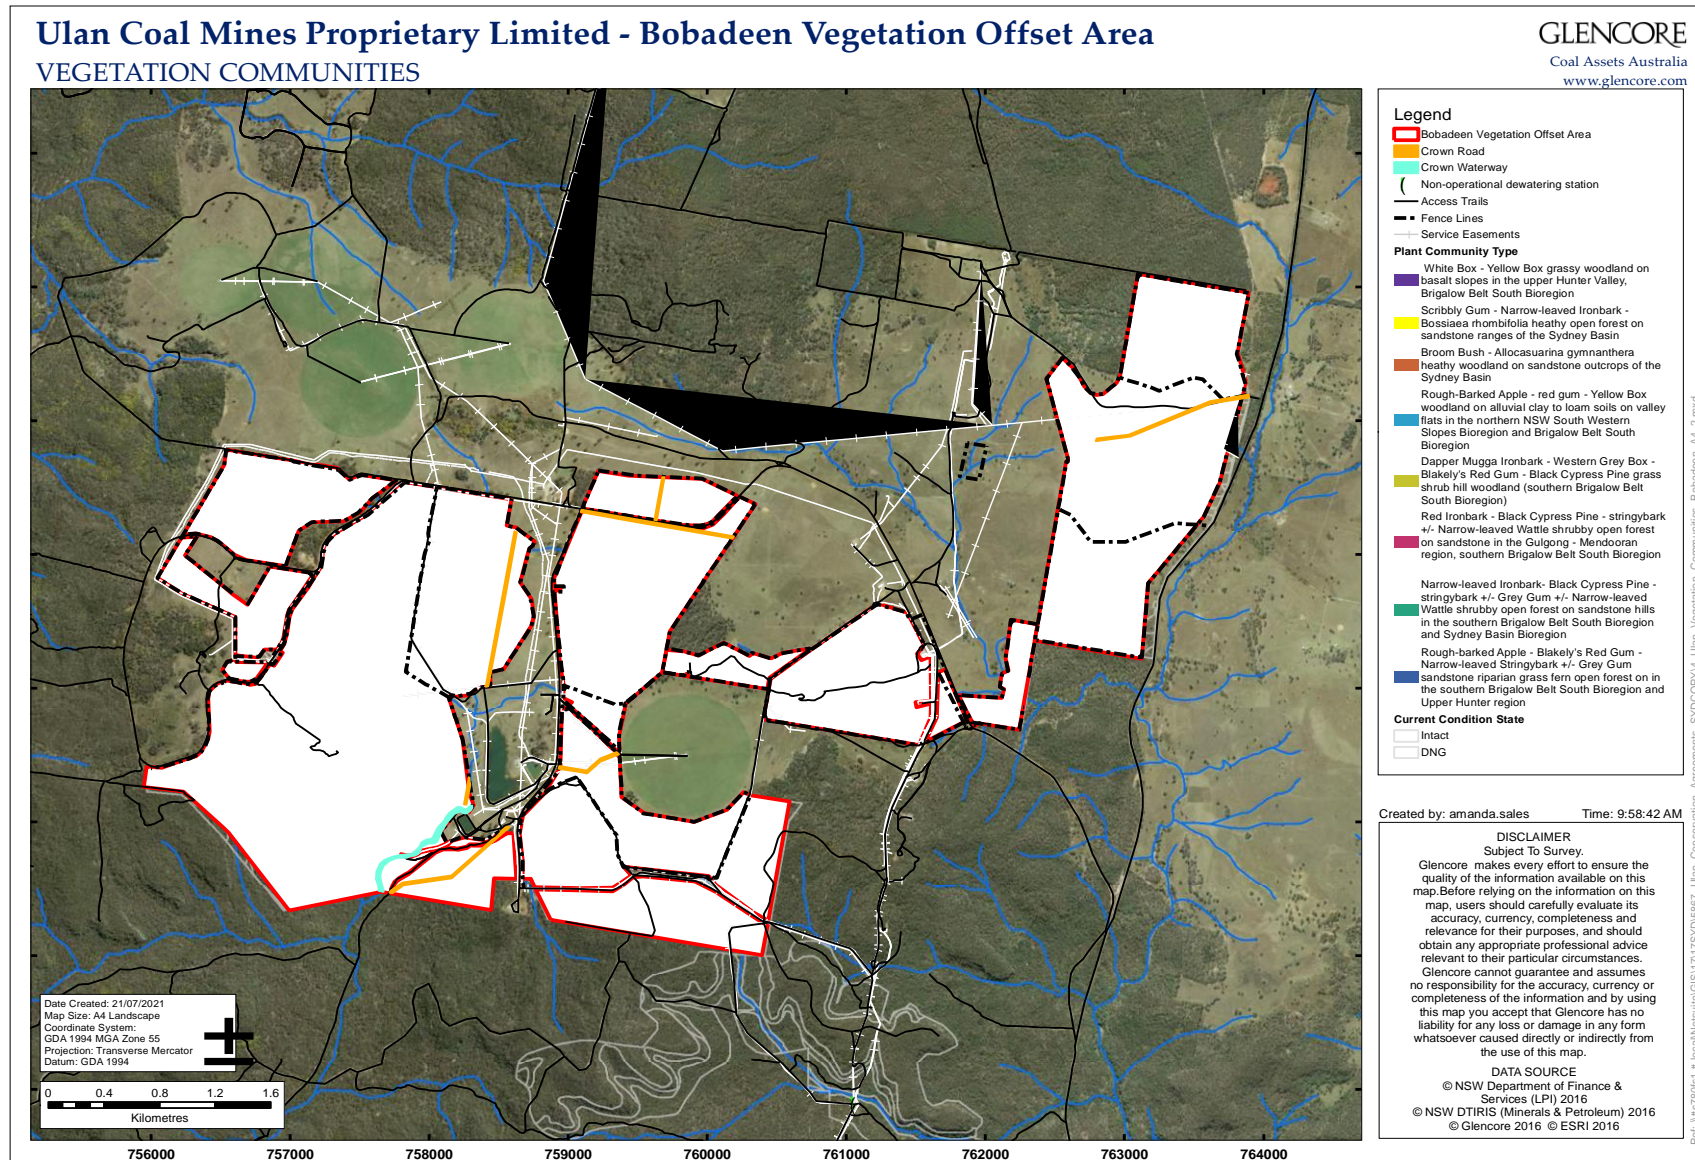 Ulan Coal Mines Proprietary Limited - Bobadeen Vegetation Offset Area
VEGETATION COMMUNITIES
GLENCORE
Coal Assets Australia
www.glencore.com
Legend
Bobadeen Vegetation Offset Area
Crown Road
Crown Waterway
Non-operational dewatering station
Access Trails
Fence Lines
Service Easements
Plant Community Type
White Box - Yellow Box grassy woodland on
basalt slopes in the upper Hunter Valley,
Brigalow Belt South Bioregion
Scribbly Gum - Narrow-leaved Ironbark -
Bossiaea rhombifolia heathy open forest on
sandstone ranges of the Sydney Basin
Broom Bush - Allocasuarina gymnanthera
heathy woodland on sandstone outcrops of the
Sydney Basin
Rough-Barked Apple - red gum - Yellow Box
woodland on alluvial clay to loam soils on valley
flats in the northern NSW South Western
Slopes Bioregion and Brigalow Belt South
Bioregion
Dapper Mugga Ironbark - Western Grey Box -
Blakely's Red Gum - Black Cypress Pine grass
shrub hill woodland (southern Brigalow Belt
South Bioregion)
Red Ironbark - Black Cypress Pine - stringybark
+/- Narrow-leaved Wattle shrubby open forest
on sandstone in the Gulgong - Mendooran
region, southern Brigalow Belt South Bioregion
Narrow-leaved Ironbark- Black Cypress Pine -
stringybark +/- Grey Gum +/- Narrow-leaved
Wattle shrubby open forest on sandstone hills
in the southern Brigalow Belt South Bioregion
and Sydney Basin Bioregion
Rough-barked Apple - Blakely's Red Gum -
Narrow-leaved Stringybark +/- Grey Gum
sandstone riparian grass fern open forest on in
the southern Brigalow Belt South Bioregion and
Upper Hunter region
Current Condition State
Intact
DNG
Created by: amanda.sales Time: 9:58:42 AM
DISCLAIMER
Subject To Survey.
Glencore makes every effort to ensure the
quality of the information available on this
map.Before relying on the information on this
map, users should carefully evaluate its
accuracy, currency, completeness and
relevance for their purposes, and should
obtain any appropriate professional advice
relevant to their particular circumstances.
Glencore cannot guarantee and assumes
no responsibility for the accuracy, currency or
completeness of the information and by using
this map you accept that Glencore has no
liability for any loss or damage in any form
whatsoever caused directly or indirectly from
the use of this map.
DATA SOURCE
© NSW Department of Finance &
Services (LPI) 2016
© NSW DTIRIS (Minerals & Petroleum) 2016
© Glencore 2016 © ESRI 2016
Date Created: 21/07/2021
Map Size: A4 Landscape
Coordinate System:
GDA 1994 MGA Zone 55
Projection: Transverse Mercator
Datum: GDA 1994
0 0.4 0.8 1.2 1.6
Kilometres
756000 757000 758000 759000 760000 761000 762000 763000 764000